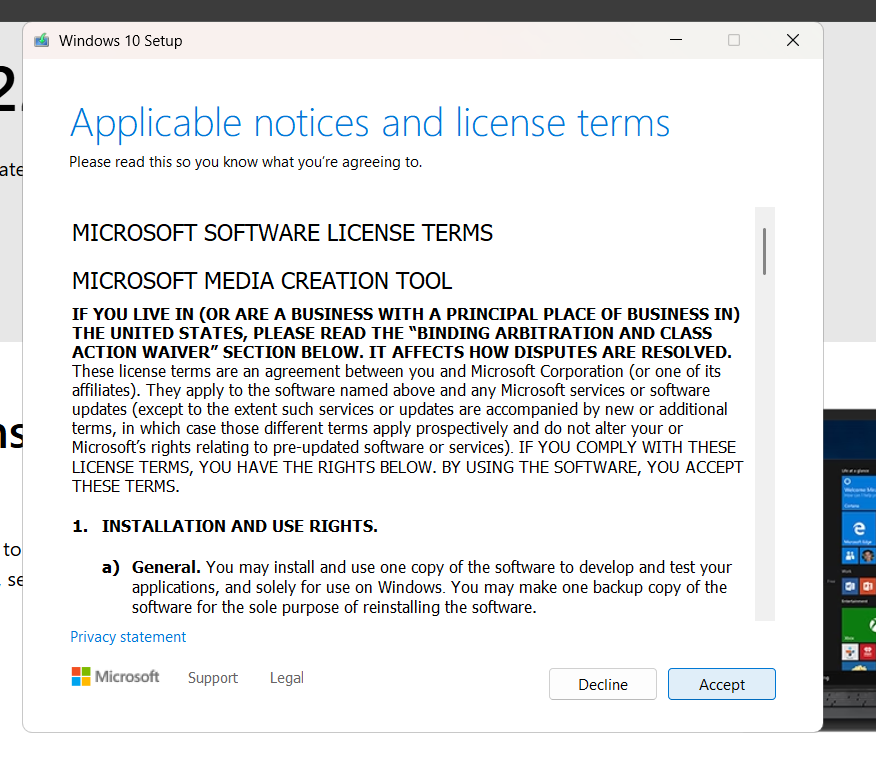 Windows 10 Setup
Applicable notices and license terms
Please read this so you know what you're agreeing to.
MICROSOFT SOFTWARE LICENSE TERMS
MICROSOFT MEDIA CREATION TOOL
IF YOU LIVE IN (OR ARE A BUSINESS WITH A PRINCIPAL PLACE OF BUSINESS IN)
THE UNITED STATES, PLEASE READ THE “BINDING ARBITRATION AND CLASS
ACTION WAIVER” SECTION BELOW. IT AFFECTS HOW DISPUTES ARE RESOLVED.
These license terms are an agreement between you and Microsoft Corporation (or one of its
affiliates). They apply to the software named above and any Microsoft services or software
updates (except to the extent such services or updates are accompanied by new or additional
terms, in which case those different terms apply prospectively and do not alter your or
Microsoft’s rights relating to pre-updated software or services). IF YOU COMPLY WITH THESE
LICENSE TERMS, YOU HAVE THE RIGHTS BELOW. BY USING THE SOFTWARE, YOU ACCEPT
THESE TERMS.
1. INSTALLATION AND USE RIGHTS.
a) General. You may install and use one copy of the software to develop and test your
applications, and solely for use on Windows. You may make one backup copy of the
software for the sole purpose of reinstalling the software.
Privacy statement
Microsoft
Support
Legal
Decline
Accept
to